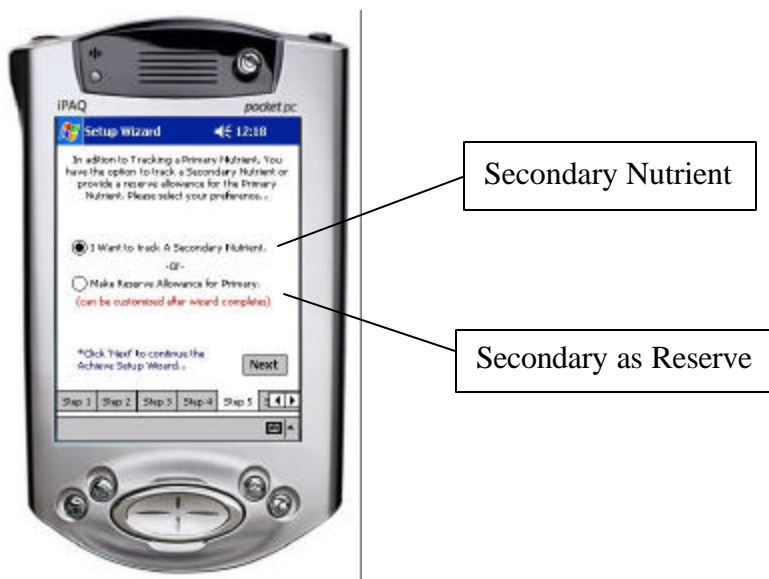 iPAQ
pocket pc
Setup Wizard
12:18
In adition to Tracking a Primary Nutrient, You
have the option to track a Secondary Nutrient or
provide a reserve allowance for the Primary
Nutrient. Please select your preference..
I Want to track A Secondary Nutrient.
-or-
Make Reserve Allowance for Primary.
(can be customised after wizard completes)
*Click 'Next' to continue the
Achieve Setup Wizard..
Next
Step 1 Step 2 Step 3 Step 4 Step 5
Secondary Nutrient
Secondary as Reserve